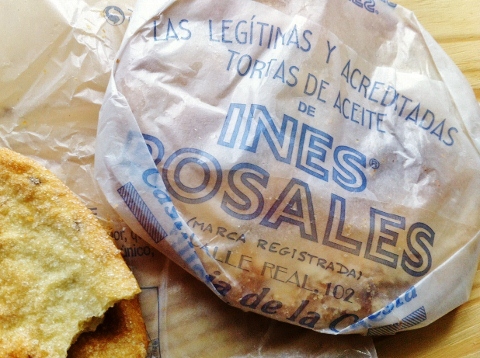 LAS LEGÍTIMAS Y ACREDITADAS
TORTAS DE ACEITE
DE
INES
ROSALES®
(MARCA REGISTRADA)
CALLE REAL, 102
Castilleja de la Cuesta